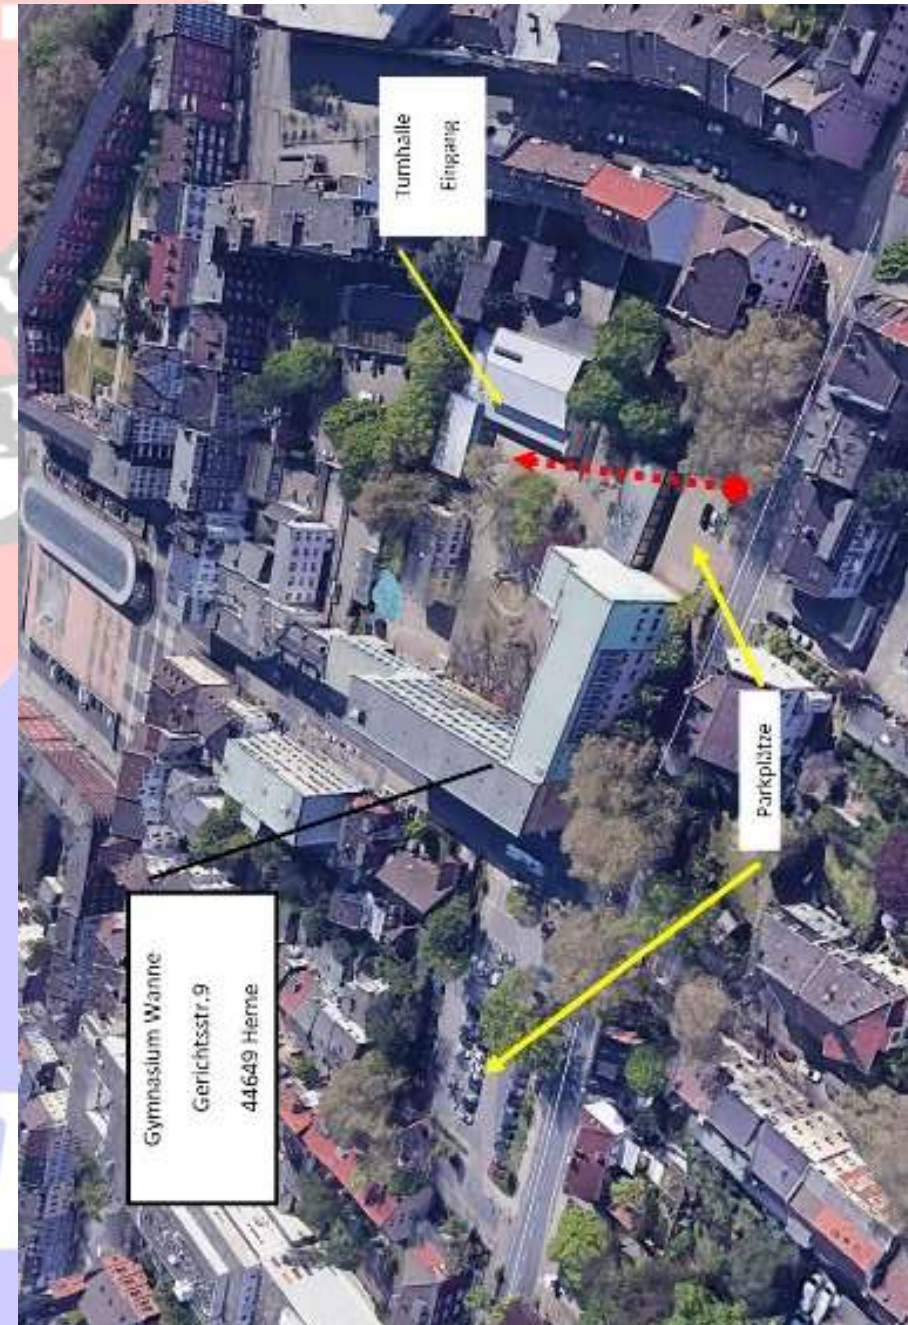 Turnhalle
Eingang
Parkplätze
Gymnasium Wanne
Gerichtsstr.9
44649 Herne